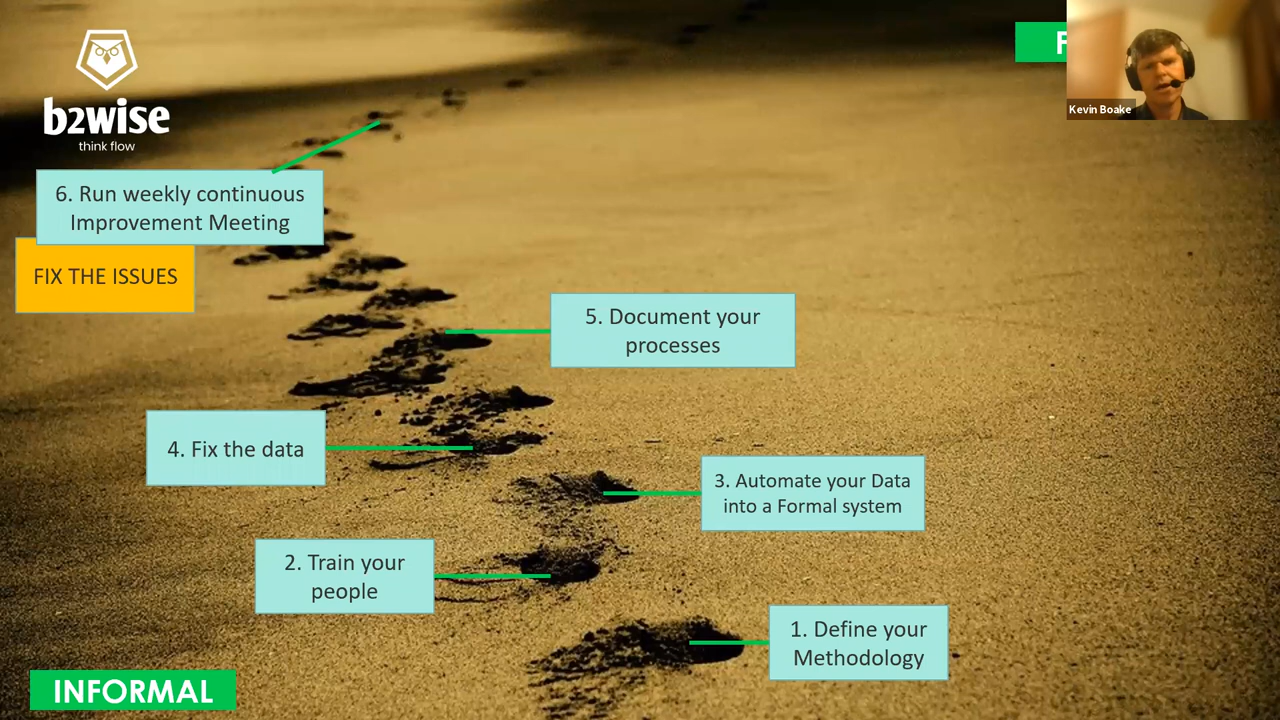 b2wise
think flow
F
Kevin Boake
6. Run weekly continuous
Improvement Meeting
FIX THE ISSUES
5. Document your
processes
4. Fix the data
3. Automate your Data
into a Formal system
2. Train your
people
1. Define your
Methodology
INFORMAL